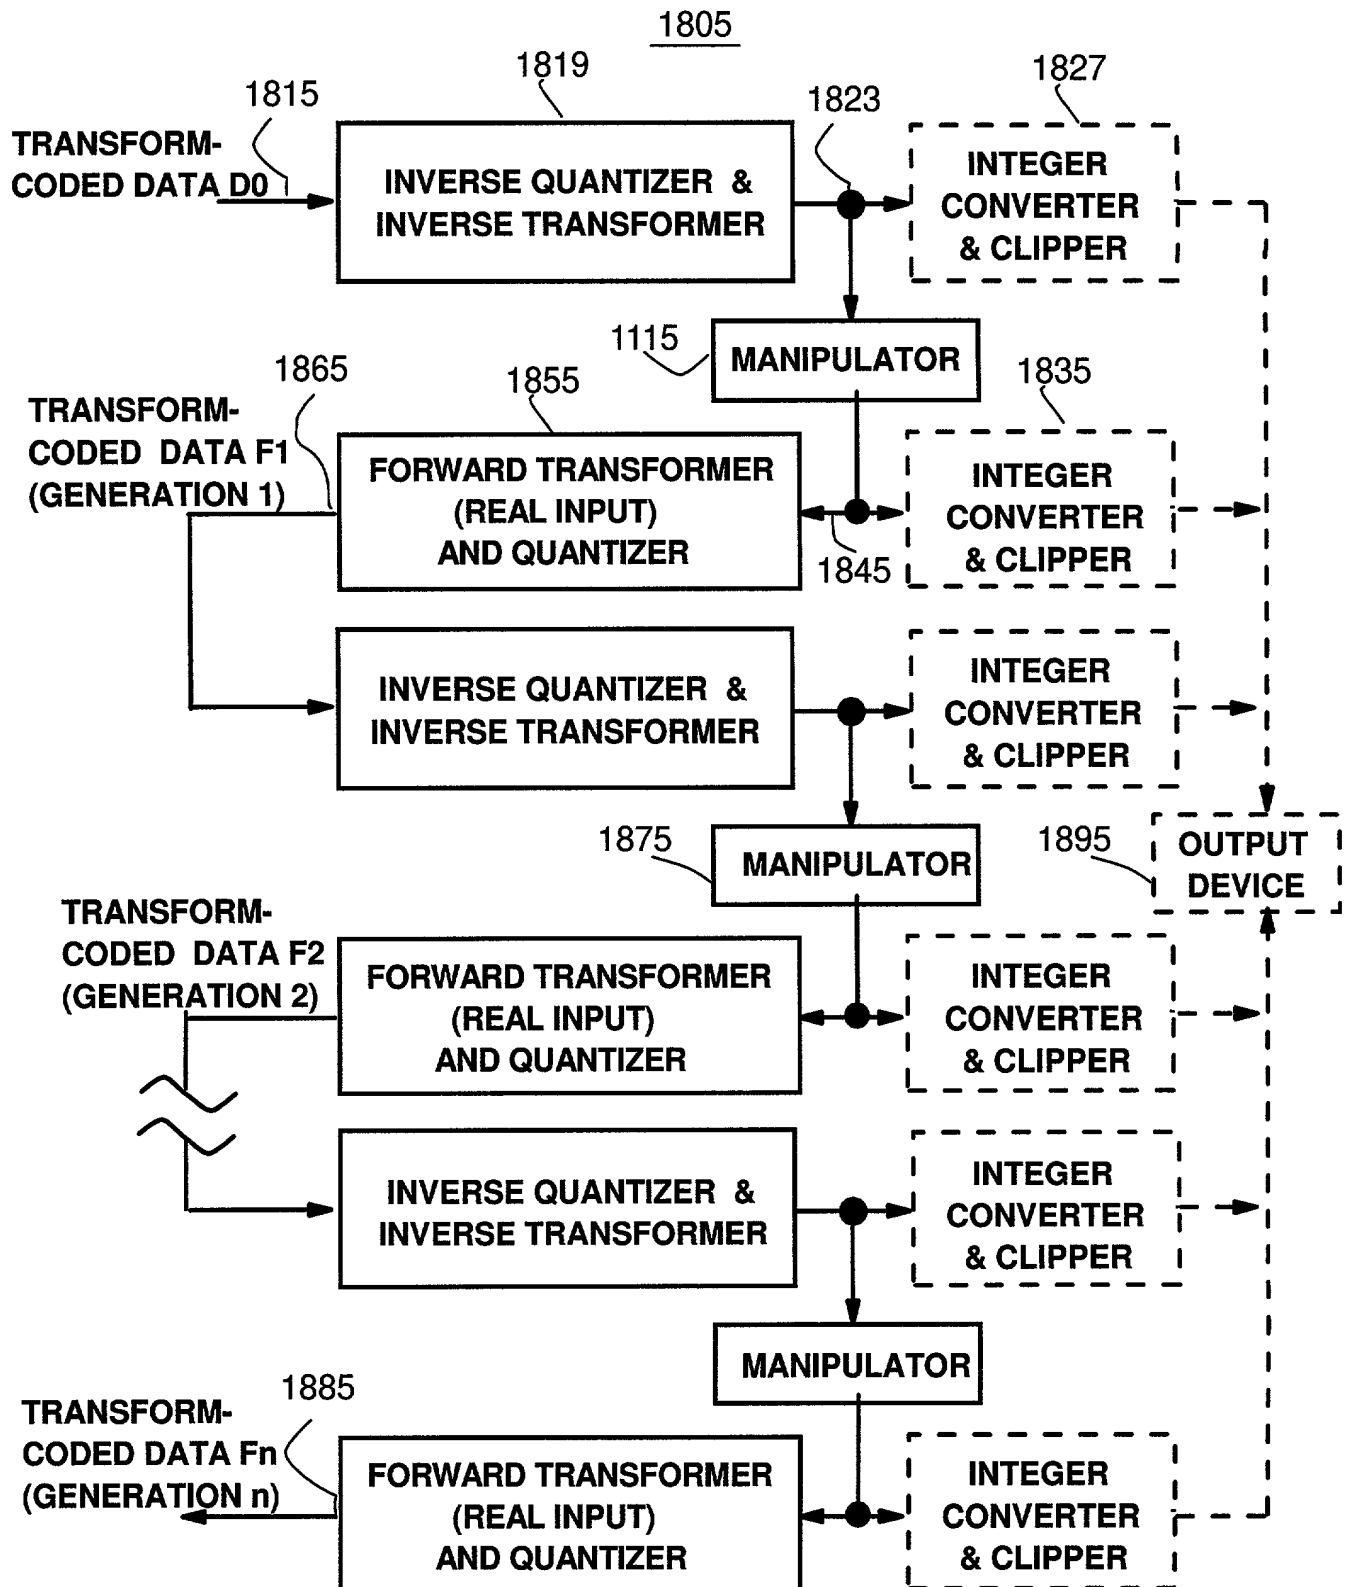 1805
1815
1819
1823
1827
TRANSFORM-
CODED DATA D0
INVERSE QUANTIZER &
INVERSE TRANSFORMER
INTEGER
CONVERTER
& CLIPPER
1115
MANIPULATOR
1865
1855
1835
TRANSFORM-
CODED DATA F1
(GENERATION 1)
FORWARD TRANSFORMER
(REAL INPUT)
AND QUANTIZER
1845
INTEGER
CONVERTER
& CLIPPER
INVERSE QUANTIZER &
INVERSE TRANSFORMER
INTEGER
CONVERTER
& CLIPPER
1875
MANIPULATOR
1895
OUTPUT
DEVICE
TRANSFORM-
CODED DATA F2
(GENERATION 2)
FORWARD TRANSFORMER
(REAL INPUT)
AND QUANTIZER
INTEGER
CONVERTER
& CLIPPER
INVERSE QUANTIZER &
INVERSE TRANSFORMER
INTEGER
CONVERTER
& CLIPPER
MANIPULATOR
1885
TRANSFORM-
CODED DATA Fn
(GENERATION n)
FORWARD TRANSFORMER
(REAL INPUT)
AND QUANTIZER
INTEGER
CONVERTER
& CLIPPER